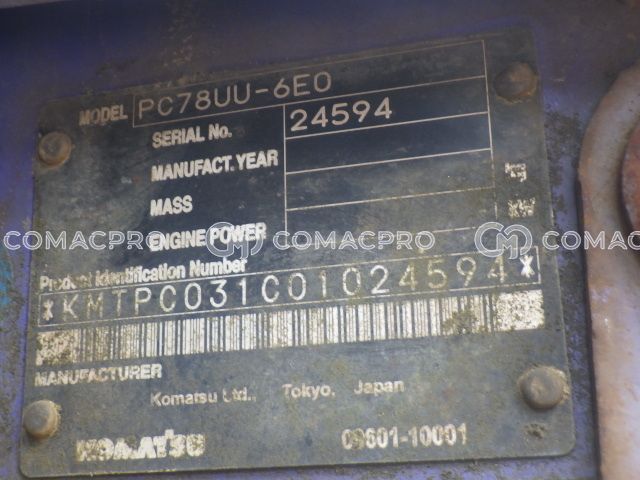 MODEL PC78UU-6E0
SERIAL No. 24594
MANUFACT. YEAR
MASS kg
ENGINE POWER kW
COMACPRO COMACPRO COMACPRO
Product Identification Number
*KMTPC031C01024594*
MANUFACTURER
Komatsu Ltd., Tokyo, Japan
KOMATSU 09601-10001